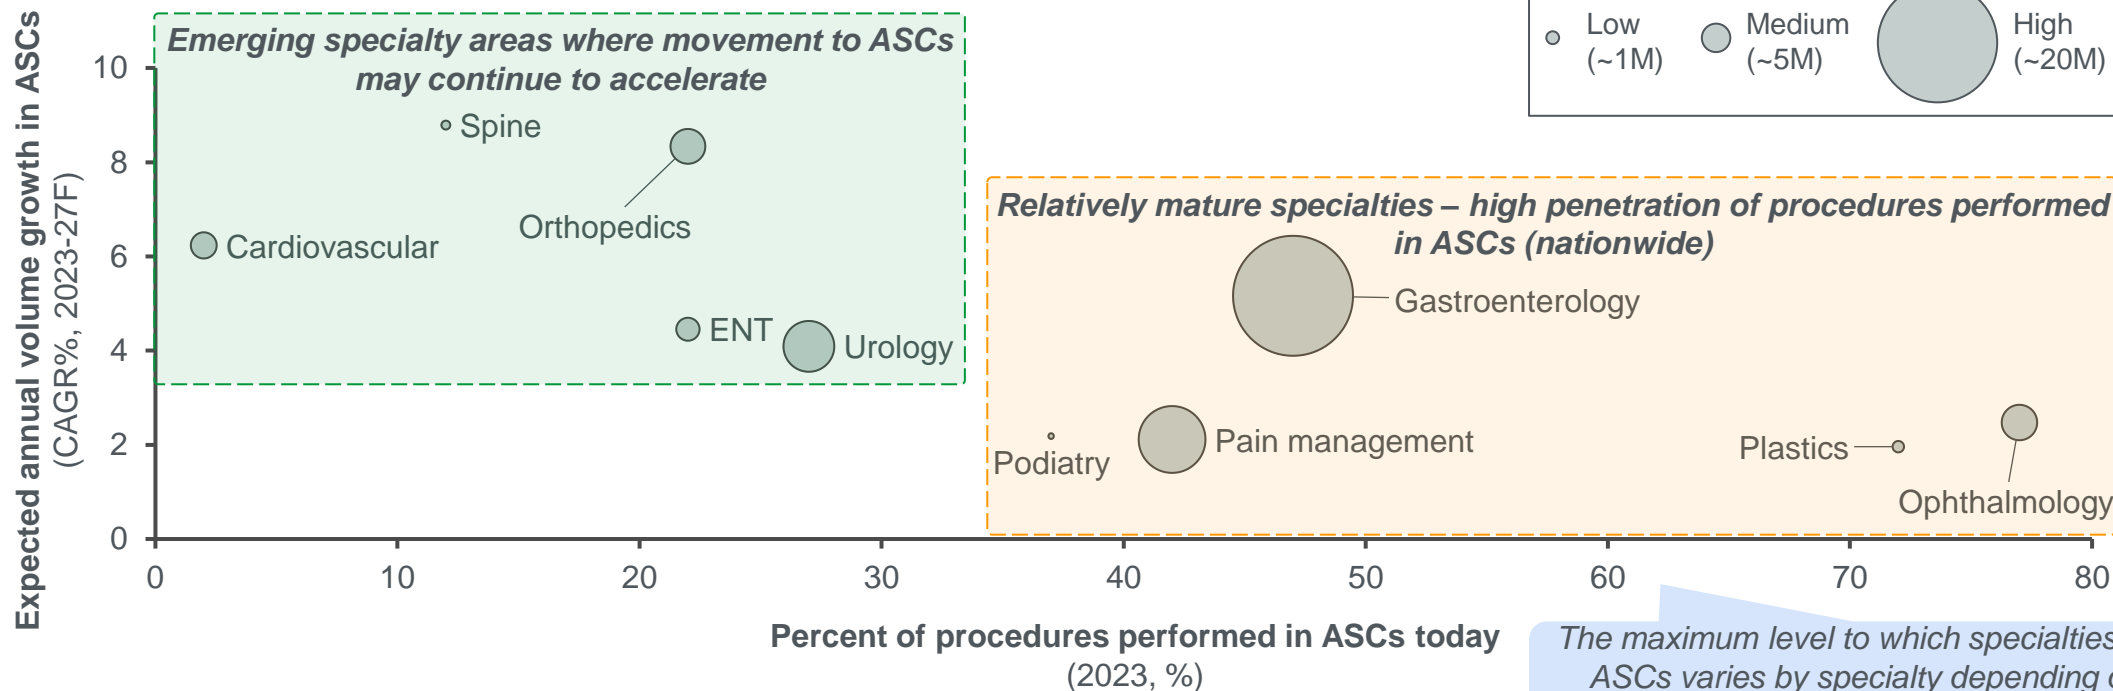 Expected annual volume growth in ASCs
(CAGR%, 2023-27F)
10
8
6
4
2
0
Emerging specialty areas where movement to ASCs
may continue to accelerate
Spine
Orthopedics
Cardiovascular
ENT
Urology
Low
(~1M)
Medium
(~5M)
High
(~20M)
Relatively mature specialties – high penetration of procedures performed
in ASCs (nationwide)
Gastroenterology
Podiatry
Pain management
Plastics
Ophthalmology
0
10
20
30
40
50
60
70
80
Percent of procedures performed in ASCs today
(2023, %)
The maximum level to which specialties
ASCs varies by specialty depending